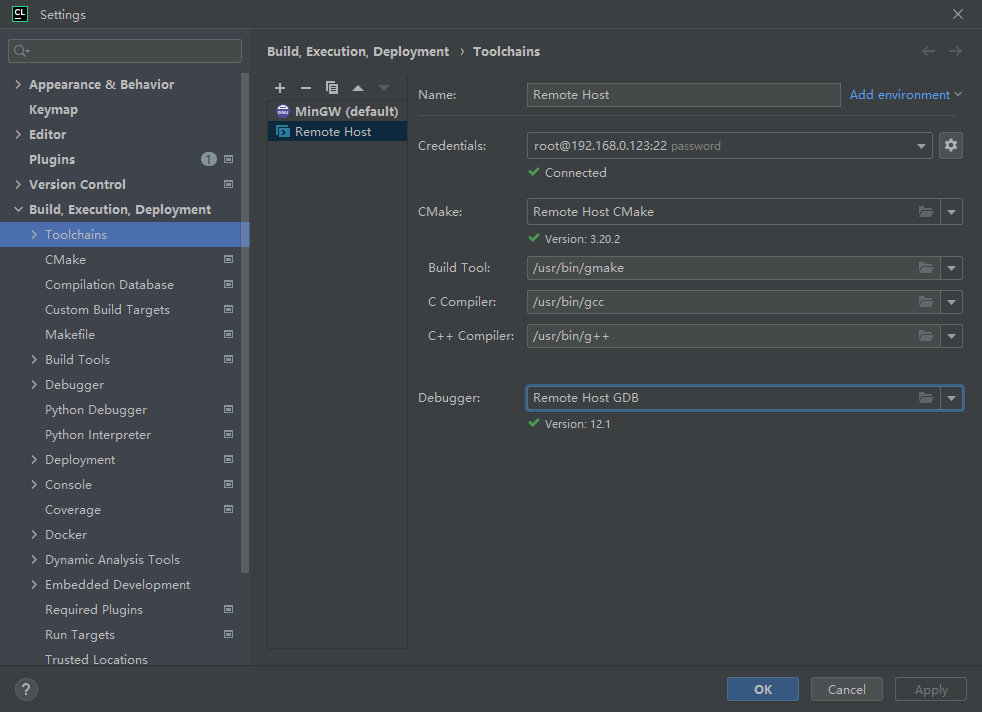 CL Settings
Build, Execution, Deployment › Toolchains
Appearance & Behavior
Keymap
Editor
Plugins 1
Version Control
Build, Execution, Deployment
Toolchains
CMake
Compilation Database
Custom Build Targets
Makefile
Build Tools
Debugger
Python Debugger
Python Interpreter
Deployment
Console
Coverage
Docker
Dynamic Analysis Tools
Embedded Development
Required Plugins
Run Targets
Trusted Locations
MinGW (default)
Remote Host
Name: Remote Host Add environment
Credentials: root@192.168.0.123:22 password
Connected
CMake: Remote Host CMake
Version: 3.20.2
Build Tool: /usr/bin/gmake
C Compiler: /usr/bin/gcc
C++ Compiler: /usr/bin/g++
Debugger: Remote Host GDB
Version: 12.1
? OK Cancel Apply